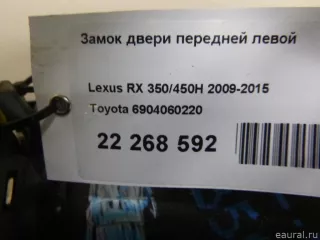 Замок двери передней левой
Lexus RX 350/450H 2009-2015
Toyota 6904060220
22 268 592
eaural.ru